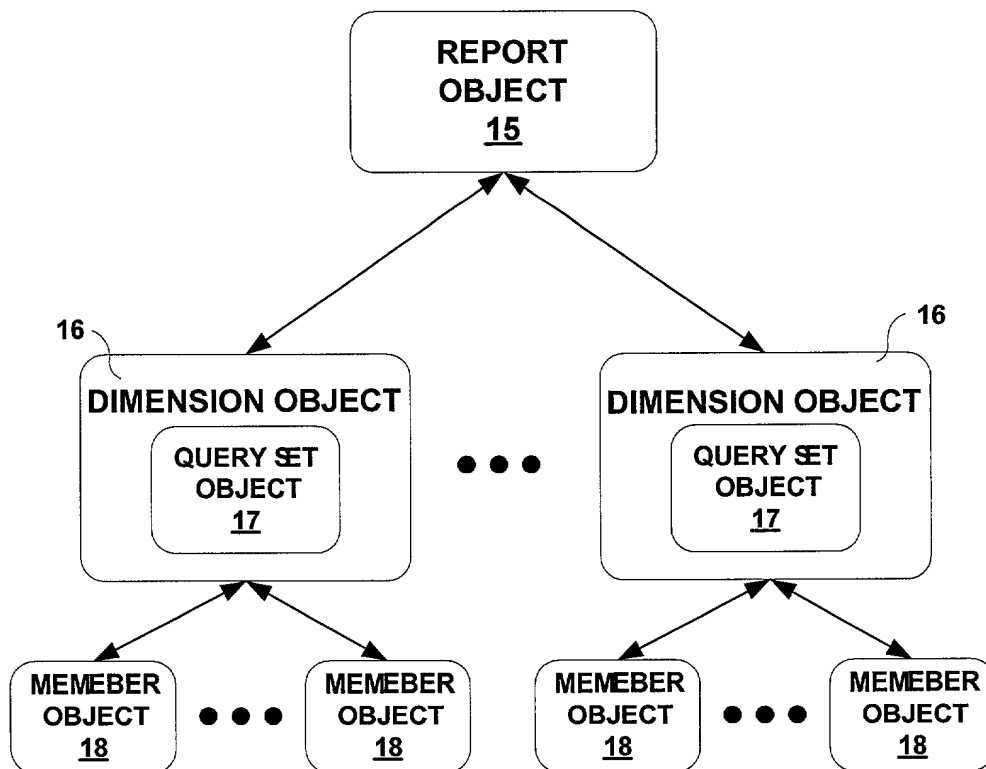 REPORT
OBJECT
15
16
16
DIMENSION OBJECT
QUERY SET
OBJECT
17
DIMENSION OBJECT
QUERY SET
OBJECT
17
MEMEBER
OBJECT
18
MEMEBER
OBJECT
18
MEMEBER
OBJECT
18
MEMEBER
OBJECT
18